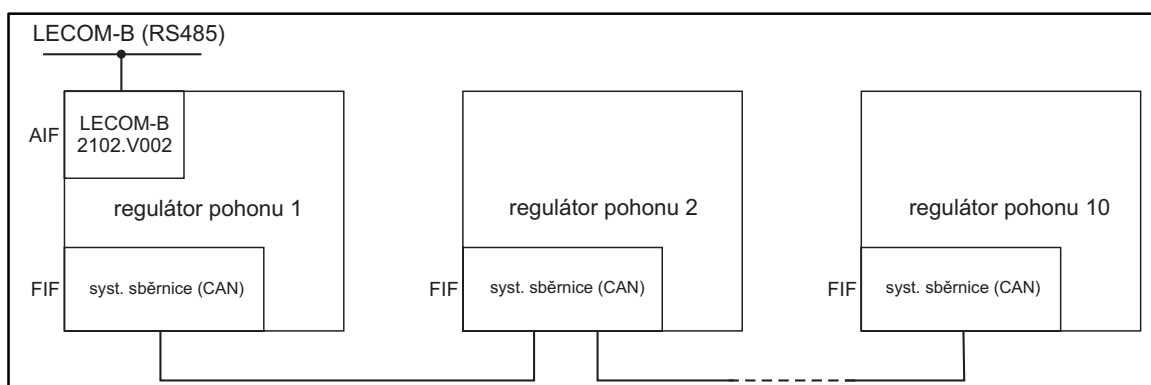 LECOM-B (RS485)
AIF
LECOM-B
2102.V002
regulátor pohonu 1
regulátor pohonu 2
regulátor pohonu 10
FIF
syst. sběrnice (CAN)
FIF
syst. sběrnice (CAN)
FIF
syst. sběrnice (CAN)